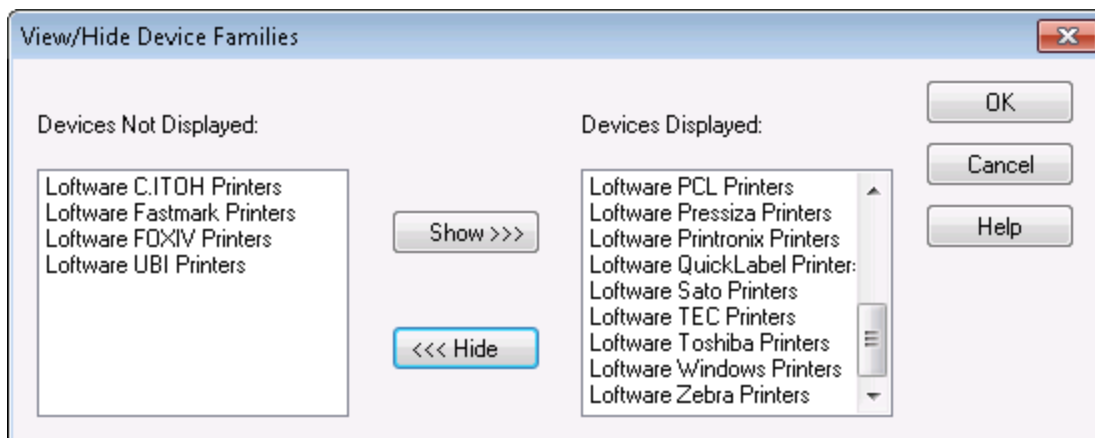 View/Hide Device Families
Devices Not Displayed:
Loftware C.ITOH Printers
Loftware Fastmark Printers
Loftware FOXIV Printers
Loftware UBI Printers
Show >>>
<<< Hide
Devices Displayed:
Loftware PCL Printers
Loftware Pressiza Printers
Loftware Printronix Printers
Loftware QuickLabel Printers
Loftware Sato Printers
Loftware TEC Printers
Loftware Toshiba Printers
Loftware Windows Printers
Loftware Zebra Printers
OK
Cancel
Help